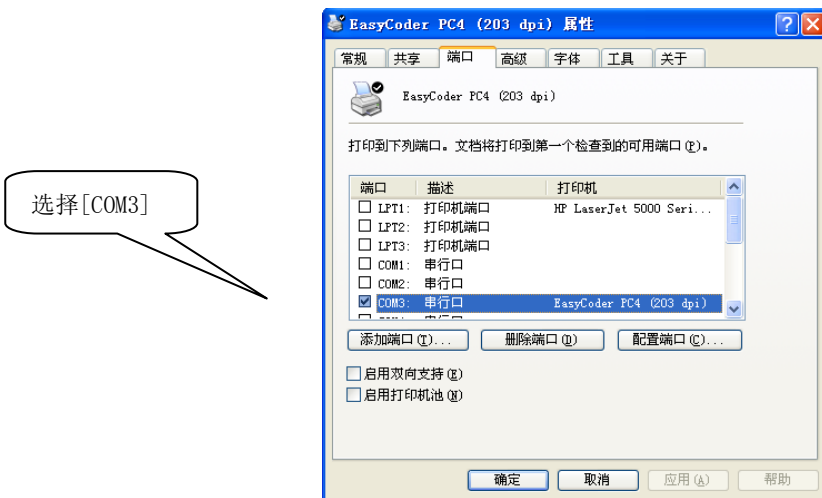 EasyCoder PC4 (203 dpi) 属性
常规 共享 端口 高级 字体 工具 关于
EasyCoder PC4 (203 dpi)
打印到下列端口。文档将打印到第一个检查到的可用端口(P)。
端口 描述 打印机
LPT1: 打印机端口 HP LaserJet 5000 Seri...
LPT2: 打印机端口
LPT3: 打印机端口
COM1: 串行口
COM2: 串行口
COM3: 串行口 EasyCoder PC4 (203 dpi)
选择[COM3]
添加端口(T)... 删除端口(D) 配置端口(C)...
启用双向支持(E)
启用打印机池(N)
确定 取消 应用(A) 帮助